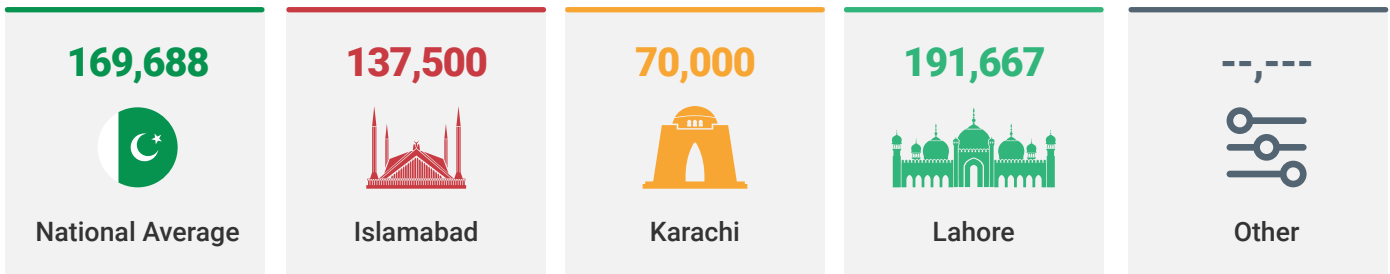 169,688
National Average
137,500
Islamabad
70,000
Karachi
191,667
Lahore
--,---
Other